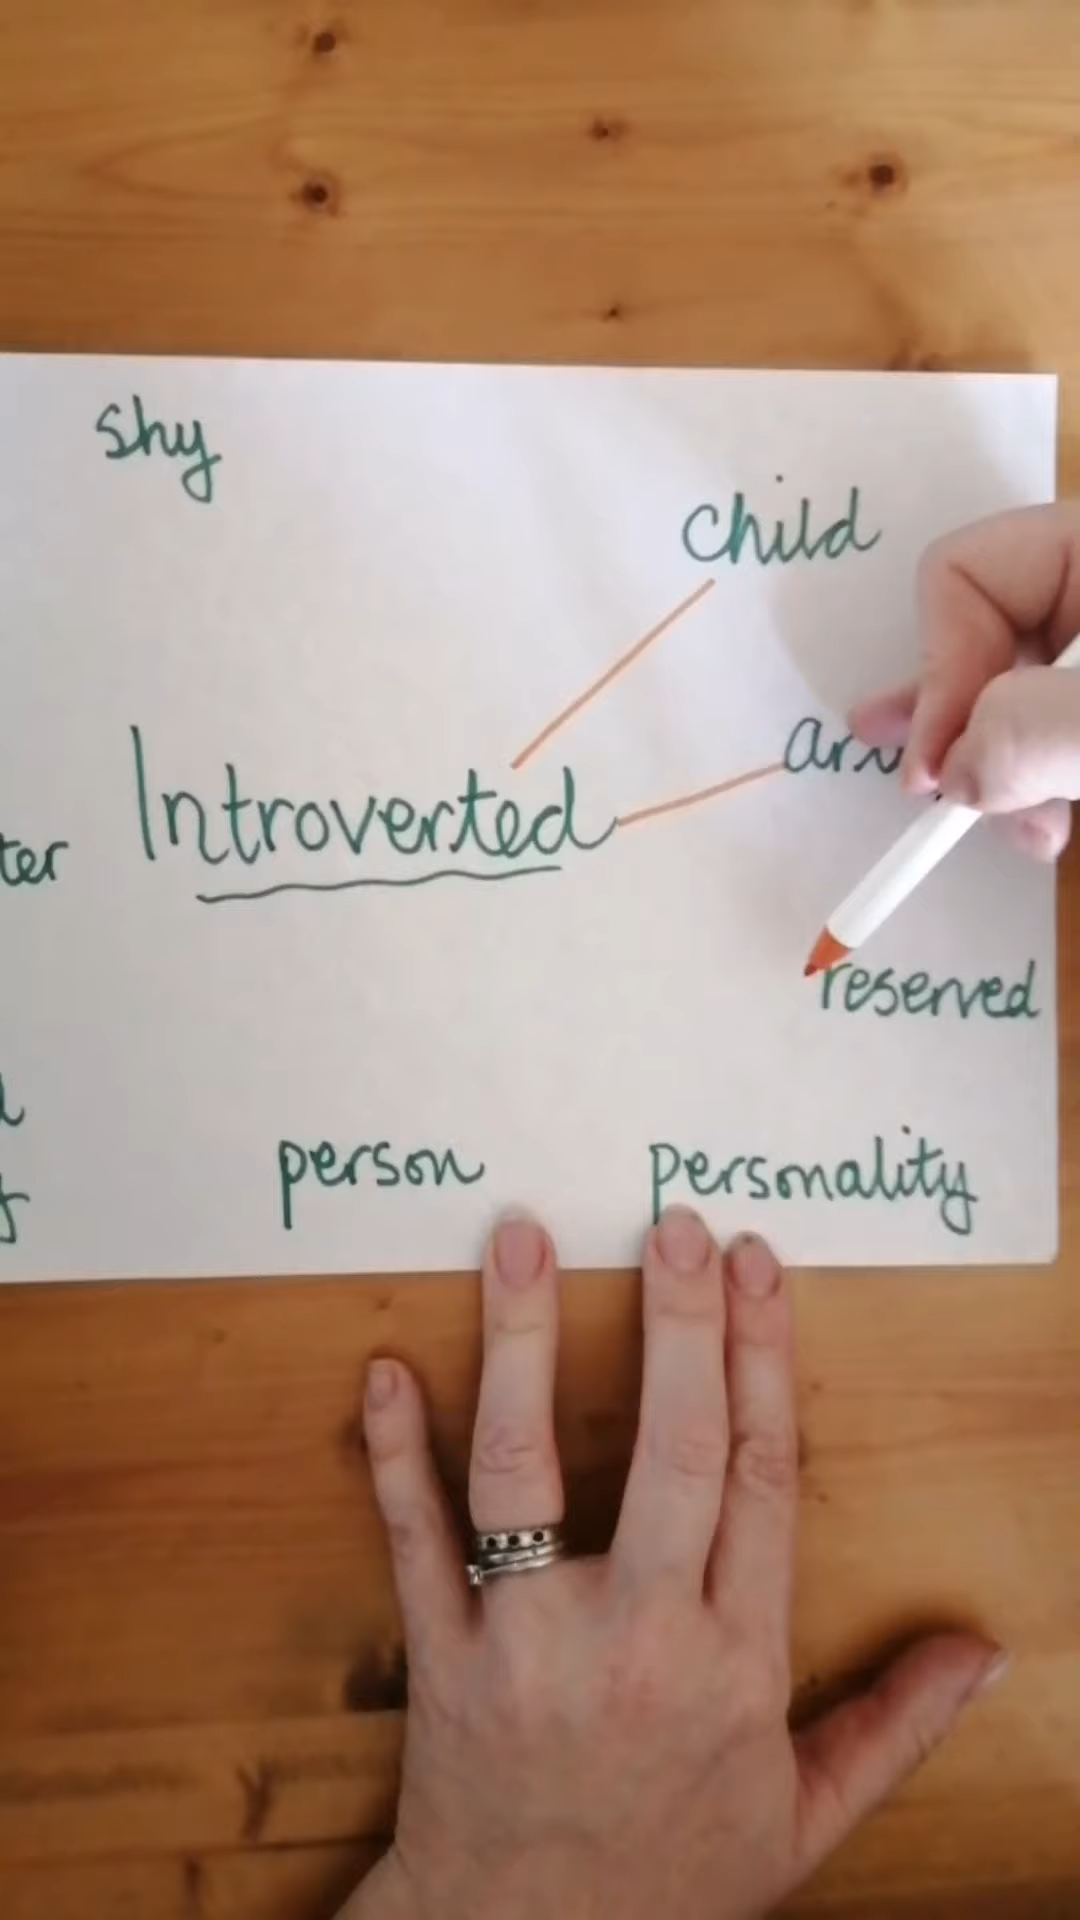 shy
child
Introverted
reserved
person
personality